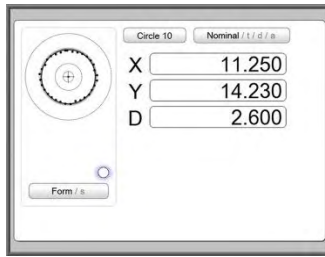 Circle 10 Nominal / t / d / a
X 11.250
Y 14.230
D 2.600
Form / s